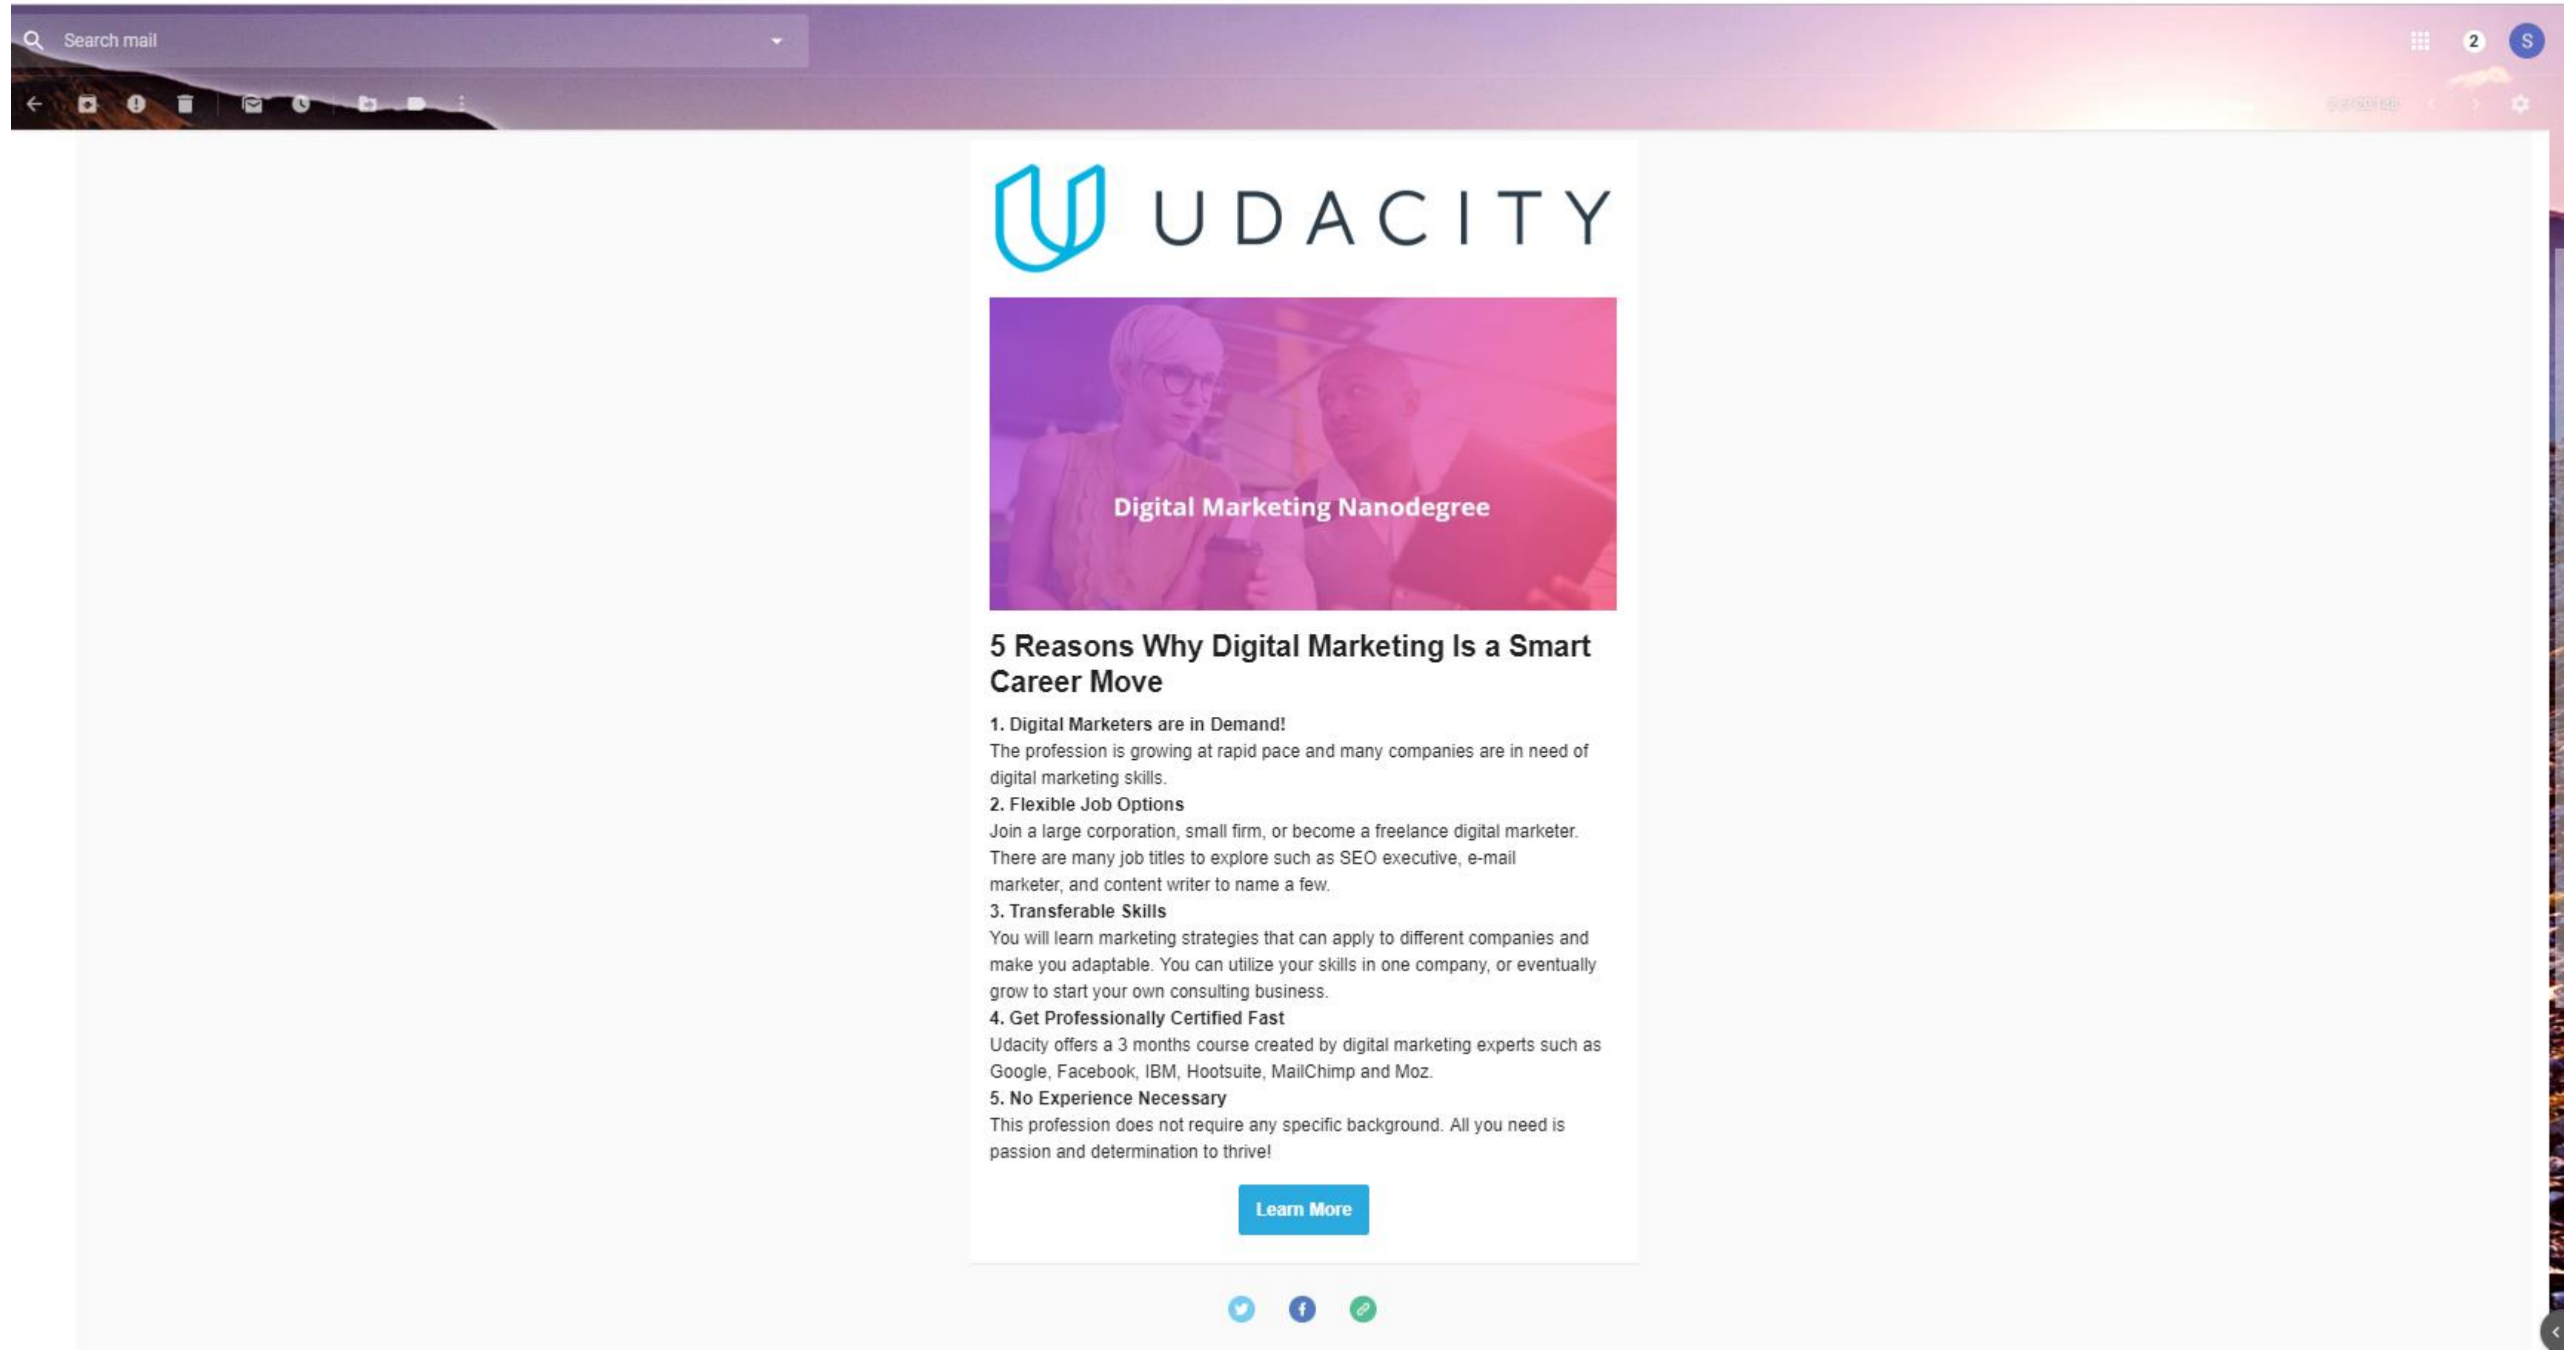 Search mail
2
S
UDACITY
Digital Marketing Nanodegree
5 Reasons Why Digital Marketing Is a Smart
Career Move
1. Digital Marketers are in Demand!
The profession is growing at rapid pace and many companies are in need of
digital marketing skills.
2. Flexible Job Options
Join a large corporation, small firm, or become a freelance digital marketer.
There are many job titles to explore such as SEO executive, e-mail
marketer, and content writer to name a few.
3. Transferable Skills
You will learn marketing strategies that can apply to different companies and
make you adaptable. You can utilize your skills in one company, or eventually
grow to start your own consulting business.
4. Get Professionally Certified Fast
Udacity offers a 3 months course created by digital marketing experts such as
Google, Facebook, IBM, Hootsuite, MailChimp and Moz.
5. No Experience Necessary
This profession does not require any specific background. All you need is
passion and determination to thrive!
Learn More